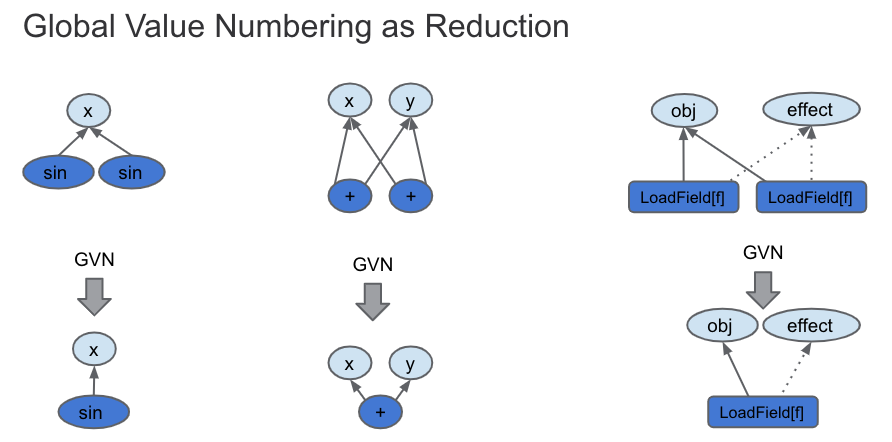 Global Value Numbering as Reduction
x
sin
sin
GVN
x
sin
x
y
+
+
GVN
x
y
+
obj
effect
LoadField[f]
LoadField[f]
GVN
obj
effect
LoadField[f]